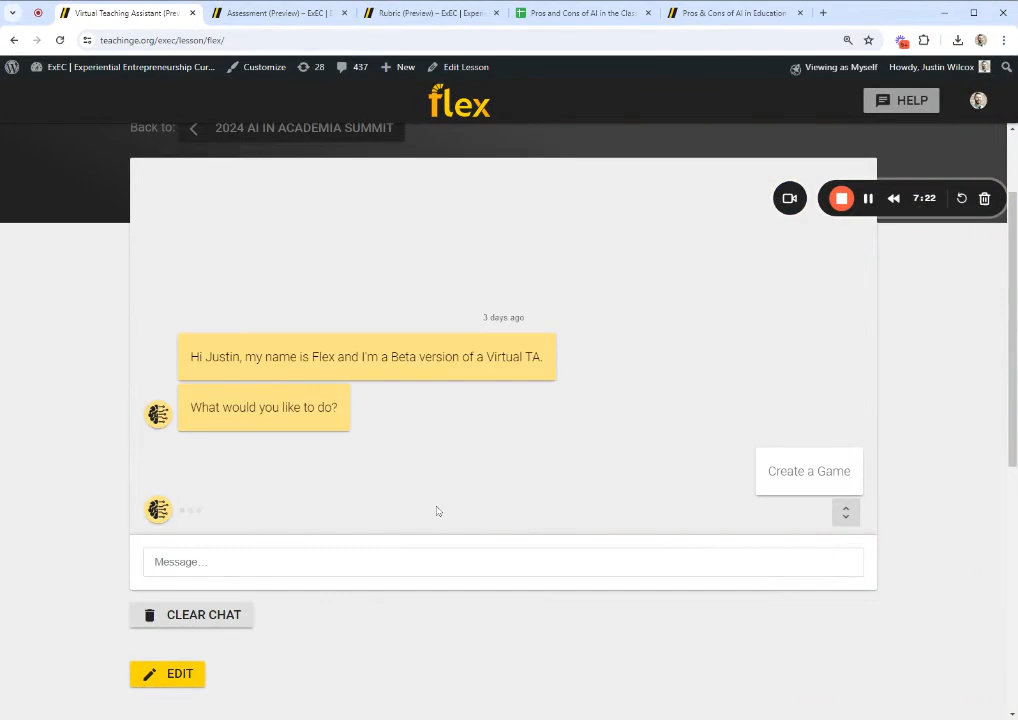 Virtual Teaching Assistant (Prev
Assessment (Preview) – ExEC | E
Rubric (Preview) – ExEC | Experi
Pros and Cons of AI in the Clas
Pros & Cons of AI in Education
teachinge.org/exec/lesson/flex/
ExEC | Experiential Entrepreneurship Cur...
Customize
28
437
New
Edit Lesson
Viewing as Myself
Howdy, Justin Wilcox
flex
HELP
Back to:
2024 AI IN ACADEMIA SUMMIT
7:22
3 days ago
Hi Justin, my name is Flex and I'm a Beta version of a Virtual TA.
What would you like to do?
Create a Game
Message...
CLEAR CHAT
EDIT